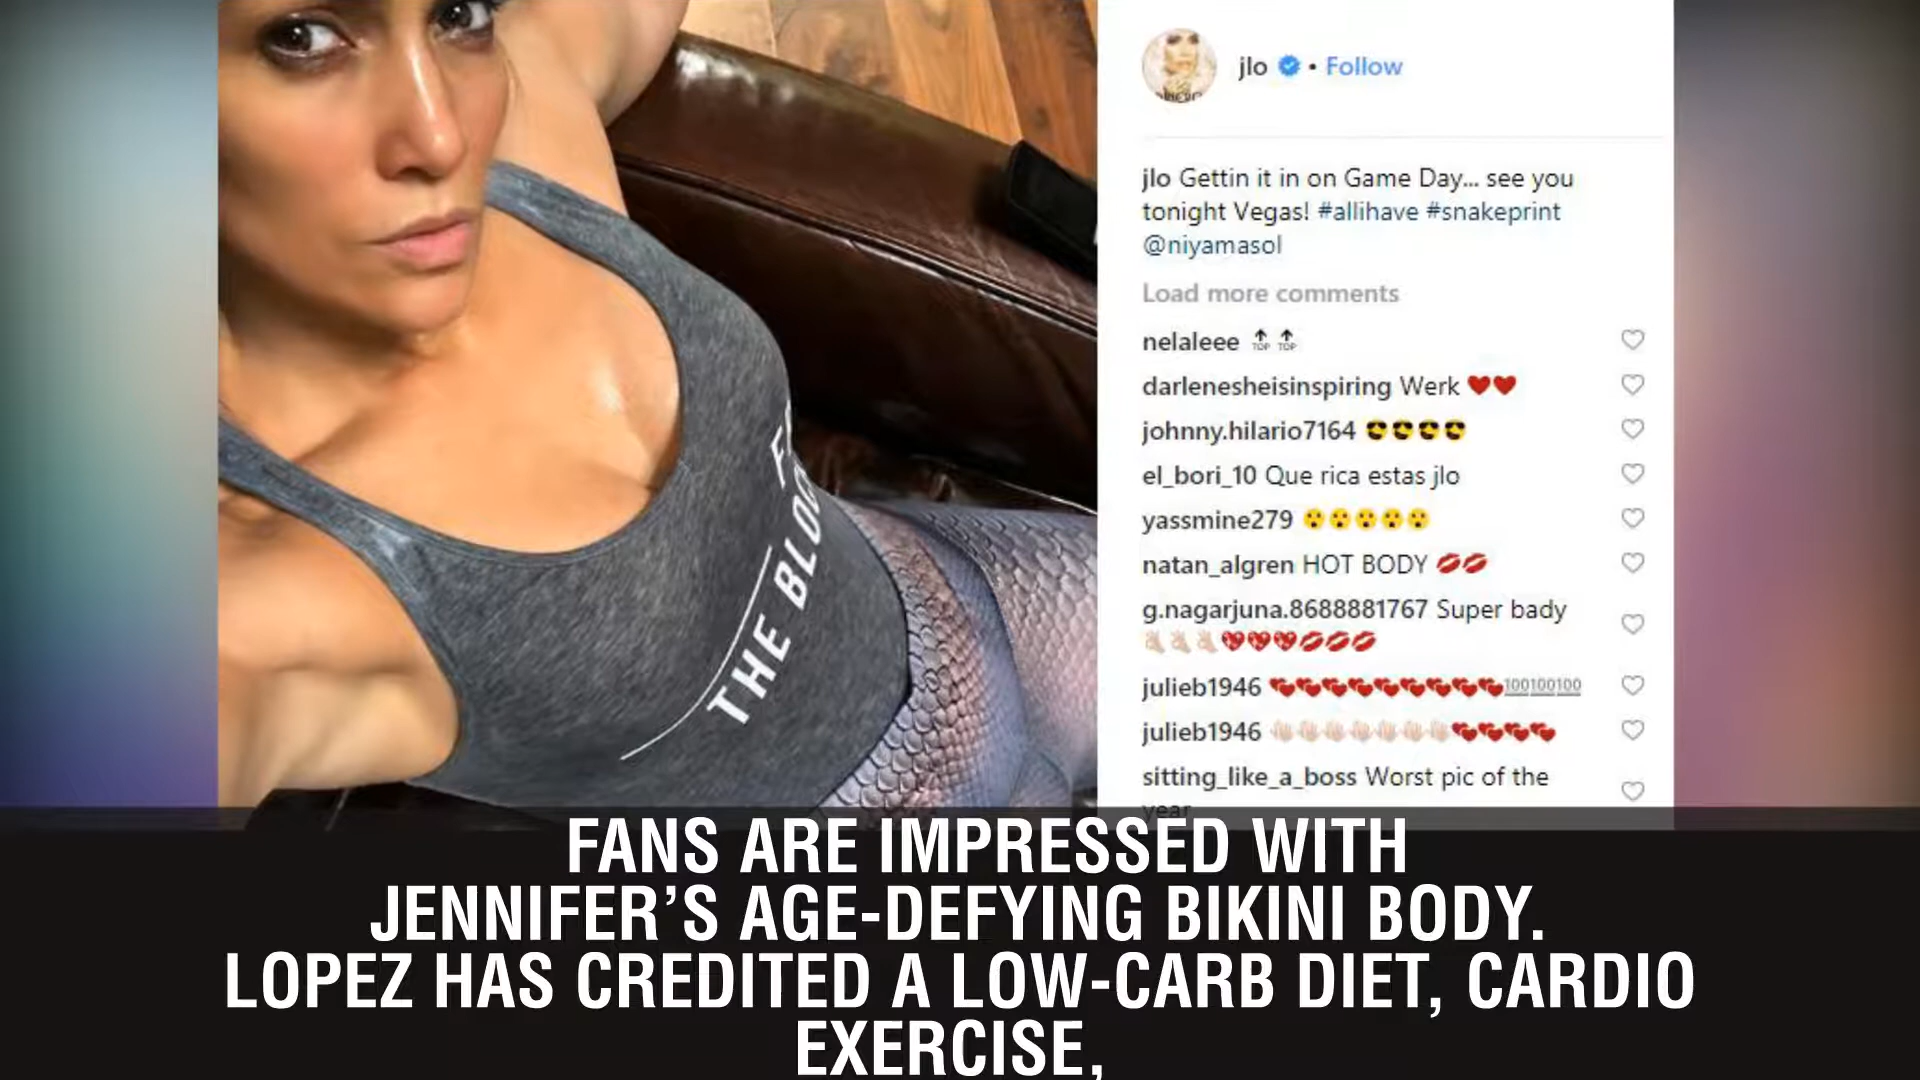 jlo • Follow
jlo Gettin it in on Game Day... see you
tonight Vegas! #allihave #snakeprint
@niyamasol
Load more comments
nelaleee 🔝🔝
darlenesheisinspiring Werk ❤❤
johnny.hilario7164 😎😎😎😎
el_bori_10 Que rica estas jlo
yassmine279 😮😮😮😮😮
natan_algren HOT BODY 💋💋
g.nagarjuna.8688881767 Super bady
👌🏻👌🏻👌🏻💖💖💖💋💋💋
julieb1946 💕💕💕💕💕💕💕💕💕💯💯💯
julieb1946 👏🏻👏🏻👏🏻👏🏻👏🏻👏🏻👏🏻💕💕💕💕
sitting_like_a_boss Worst pic of the
year
THE BLOC
FANS ARE IMPRESSED WITH
JENNIFER'S AGE-DEFYING BIKINI BODY.
LOPEZ HAS CREDITED A LOW-CARB DIET, CARDIO
EXERCISE,